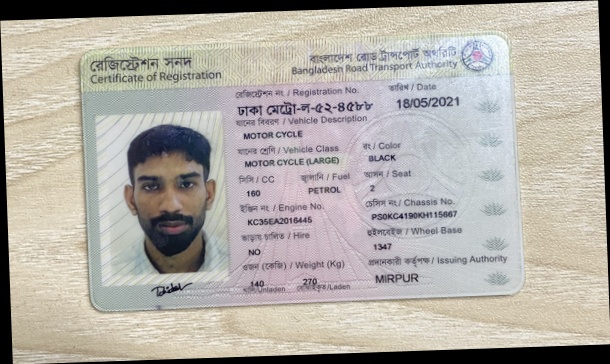 রেজিস্ট্রেশন সনদ
Certificate of Registration
বাংলাদেশ রোড ট্রান্সপোর্ট অথরিটি
Bangladesh Road Transport Authority
রেজিস্ট্রেশন নং / Registration No.
তারিখ / Date
ঢাকা মেট্রো-ল-৫২-৪৫৮৮
18/05/2021
যানের বিবরণ / Vehicle Description
MOTOR CYCLE
যানের শ্রেণি / Vehicle Class
রং / Color
MOTOR CYCLE (LARGE)
BLACK
সিসি / CC
জ্বালানি / Fuel
আসন / Seat
160
PETROL
2
ইঞ্জিন নং / Engine No.
চেসিস নং / Chassis No.
KC35EA2016445
PS0KC4190KH115667
ভাড়ায় চালিত / Hire
হুইলবেইজ / Wheel Base
NO
1347
ওজন (কেজি) / Weight (Kg)
প্রদানকারী কর্তৃপক্ষ / Issuing Authority
140
270
MIRPUR
খালি/Unladen
বোঝাইকৃত/Laden